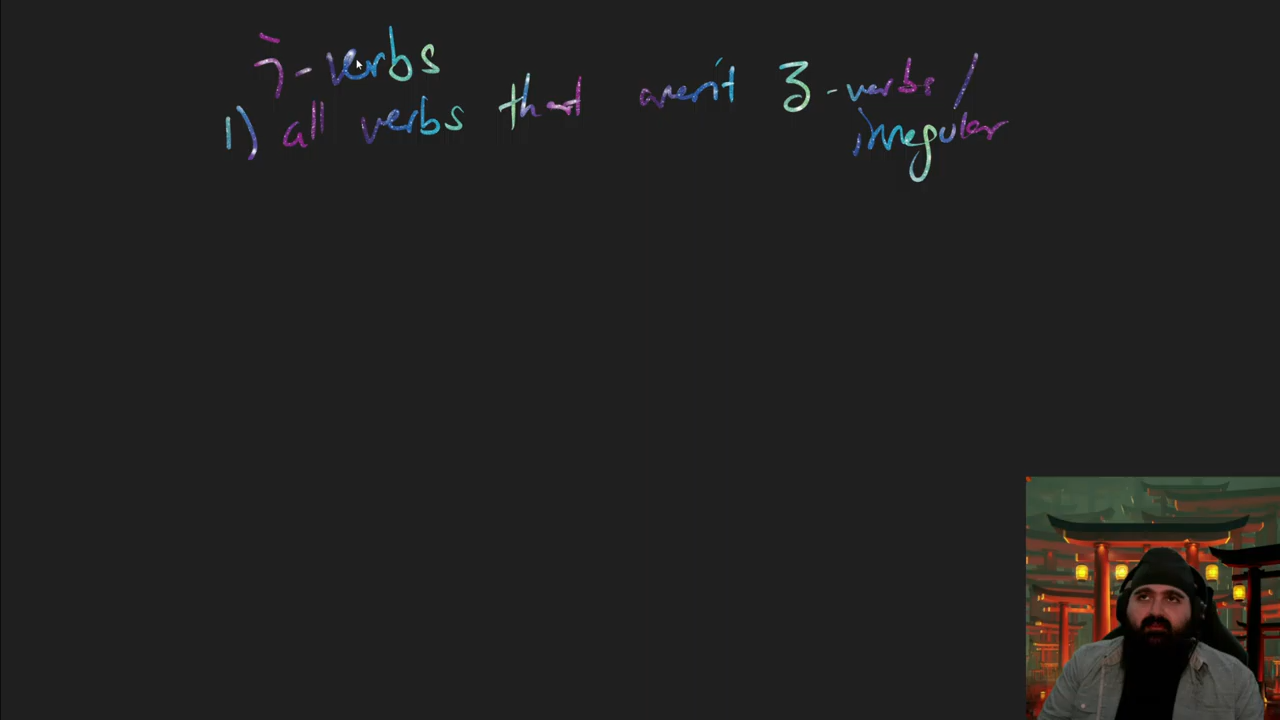 う-verbs
1) all verbs that aren't る-verbs /
irregular